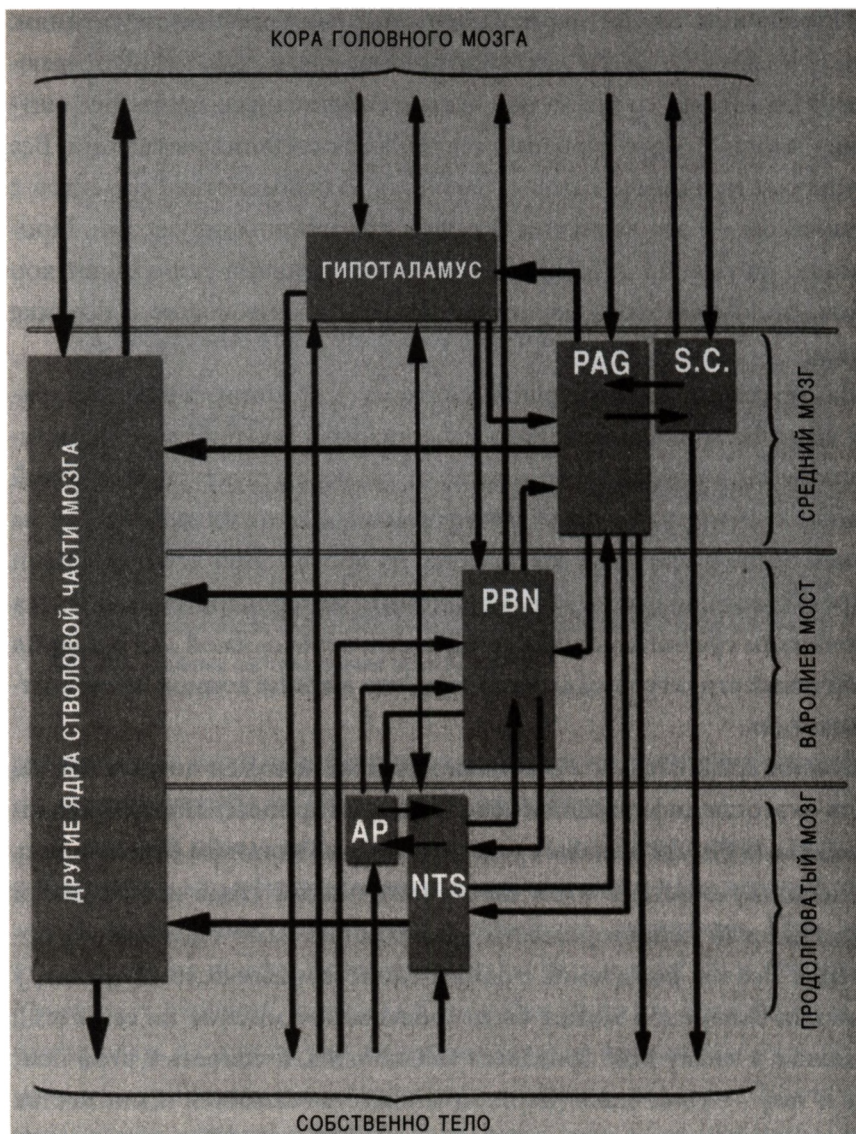 КОРА ГОЛОВНОГО МОЗГА
ГИПОТАЛАМУС
PAG
S.C.
СРЕДНИЙ МОЗГ
PBN
ВАРОЛИЕВ МОСТ
ДРУГИЕ ЯДРА СТВОЛОВОЙ ЧАСТИ МОЗГА
AP
NTS
ПРОДОЛГОВАТЫЙ МОЗГ
СОБСТВЕННО ТЕЛО